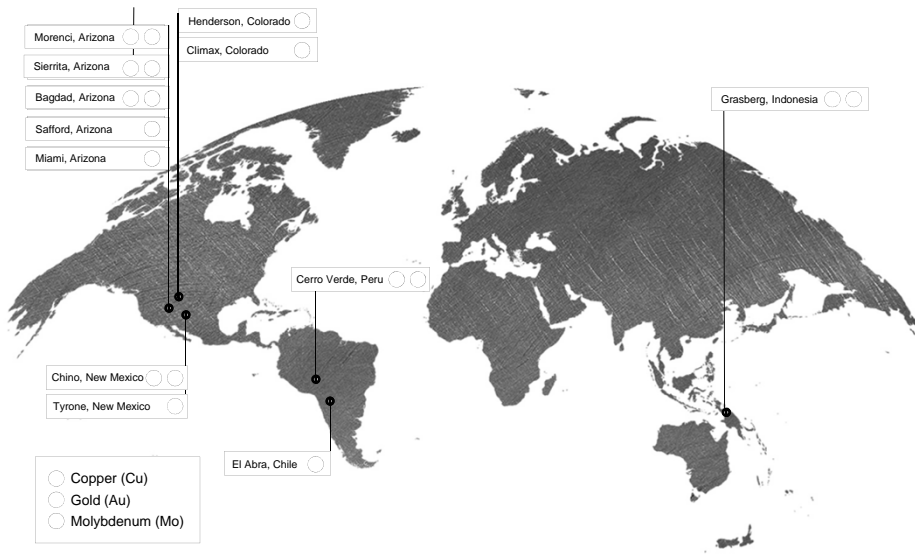 Henderson, Colorado
Climax, Colorado
Morenci, Arizona
Sierrita, Arizona
Bagdad, Arizona
Safford, Arizona
Miami, Arizona
Grasberg, Indonesia
Cerro Verde, Peru
Chino, New Mexico
Tyrone, New Mexico
El Abra, Chile
Copper (Cu)
Gold (Au)
Molybdenum (Mo)